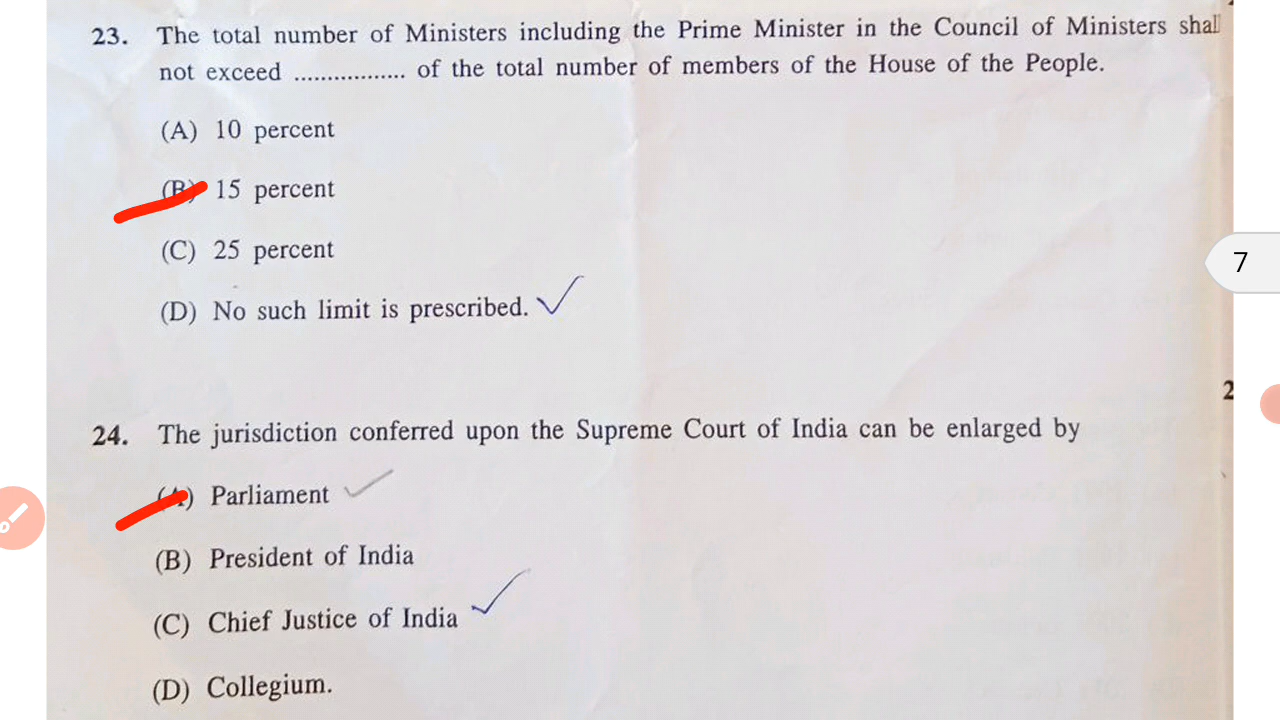 23. The total number of Ministers including the Prime Minister in the Council of Ministers shall
not exceed ................. of the total number of members of the House of the People.
(A) 10 percent
(B) 15 percent
(C) 25 percent
(D) No such limit is prescribed.
7
2
24. The jurisdiction conferred upon the Supreme Court of India can be enlarged by
(A) Parliament
(B) President of India
(C) Chief Justice of India
(D) Collegium.